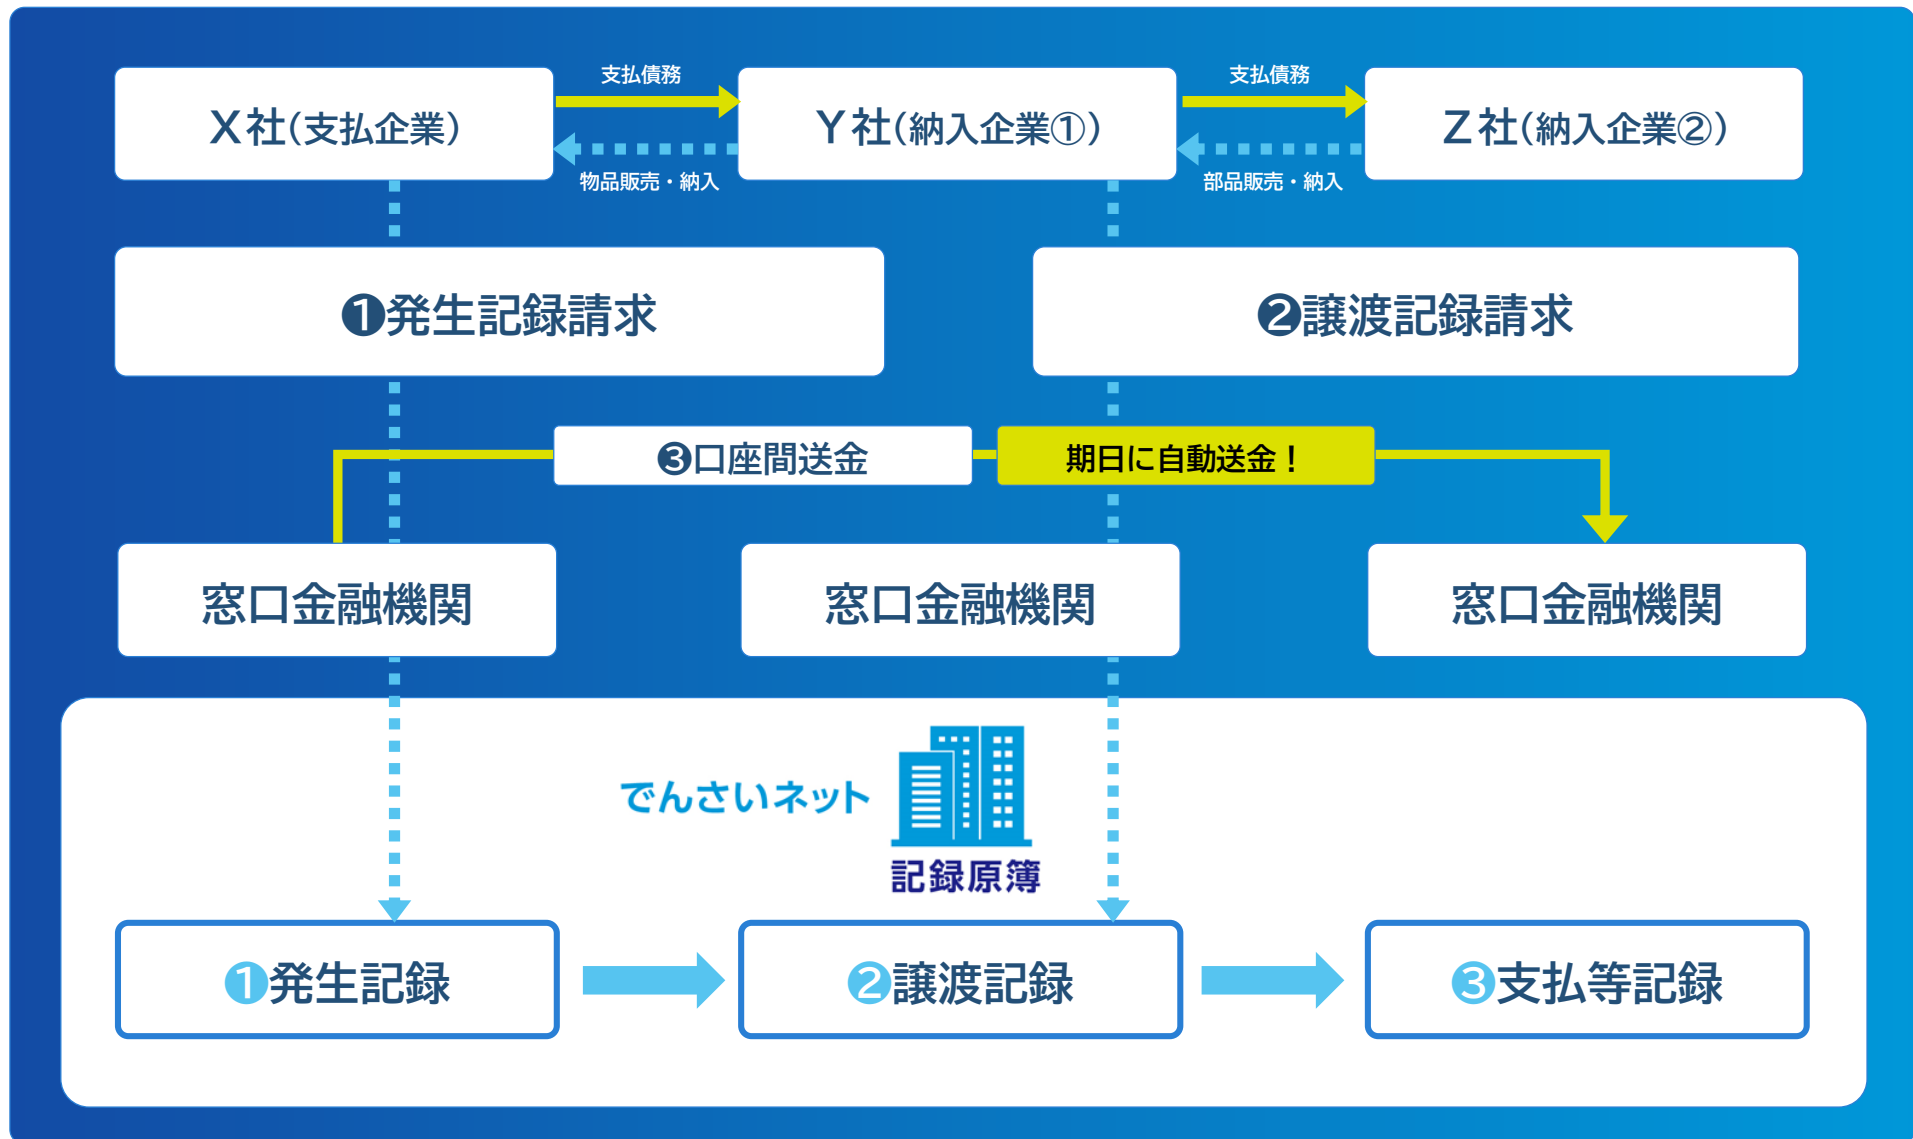 支払債務
支払債務
X社(支払企業)
Y社(納入企業①)
Z社(納入企業②)
物品販売・納入
部品販売・納入
❶発生記録請求
❷譲渡記録請求
❸口座間送金
期日に自動送金！
窓口金融機関
窓口金融機関
窓口金融機関
でんさいネット
記録原簿
❶発生記録
❷譲渡記録
❸支払等記録